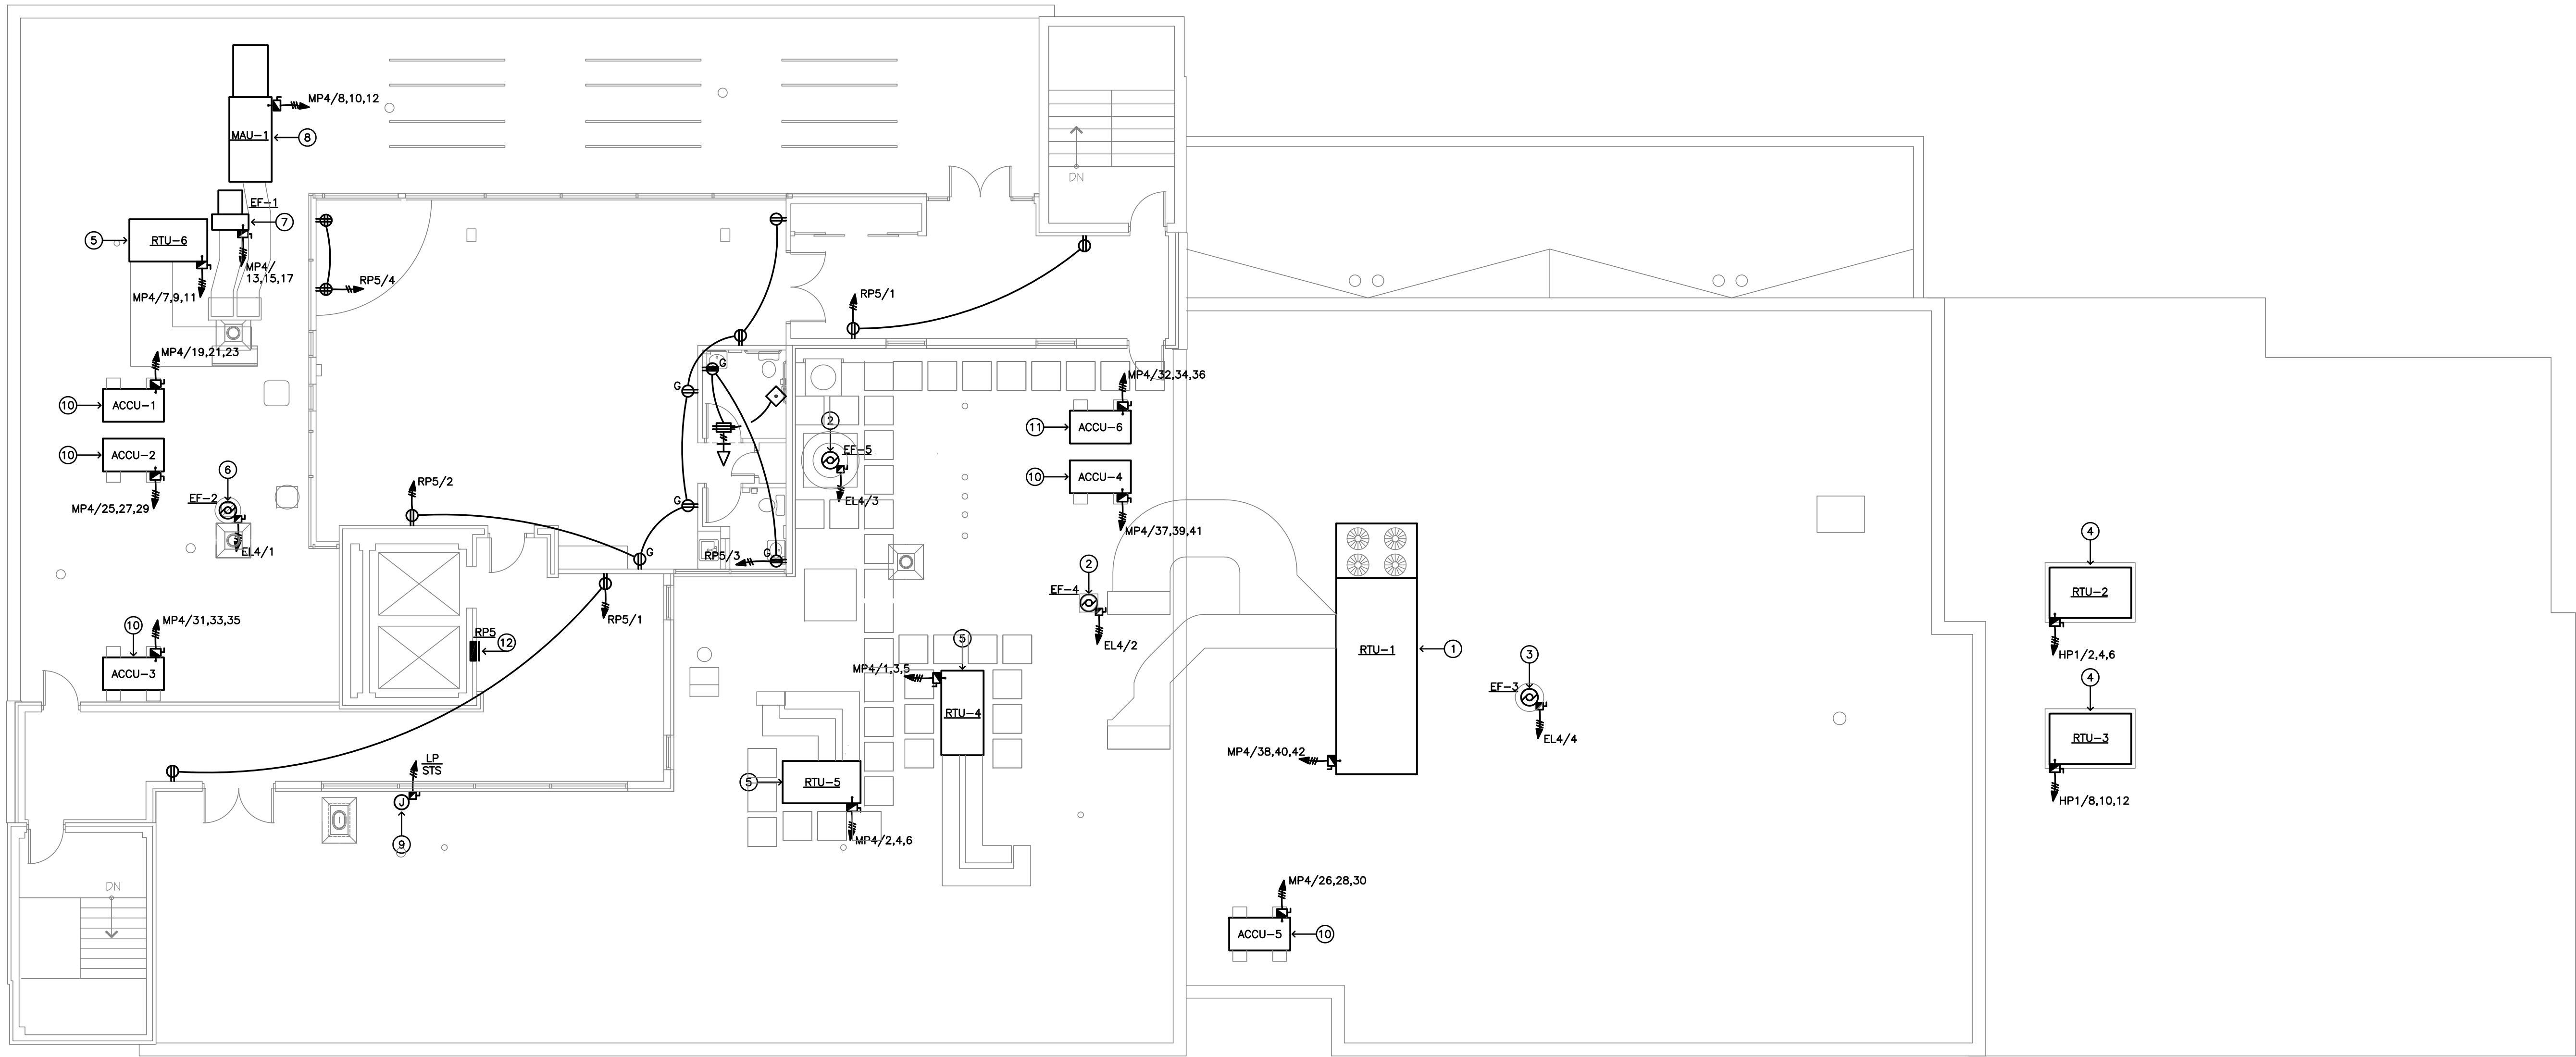 MP4/8,10,12
MAU-1
8
DN
EF-1
7
5
RTU-6
MP4/
13,15,17
MP4/7,9,11
RP5/4
RP5/1
MP4/19,21,23
10
ACCU-1
G
G
MP4/32,34,36
11
ACCU-6
2
EF-5
EL4/3
10
ACCU-2
MP4/25,27,29
6
EF-2
EL4/1
RP5/2
G
G
RP5/3
G
10
ACCU-4
MP4/37,39,41
2
EF-4
EL4/2
4
RTU-2
HP1/2,4,6
10
MP4/31,33,35
ACCU-3
RP5
12
RP5/1
5
MP4/1,3,5
RTU-4
RTU-1
1
3
EF-3
EL4/4
4
RTU-3
HP1/8,10,12
LP
STS
J
9
5
RTU-5
MP4/2,4,6
MP4/38,40,42
DN
MP4/26,28,30
ACCU-5
10